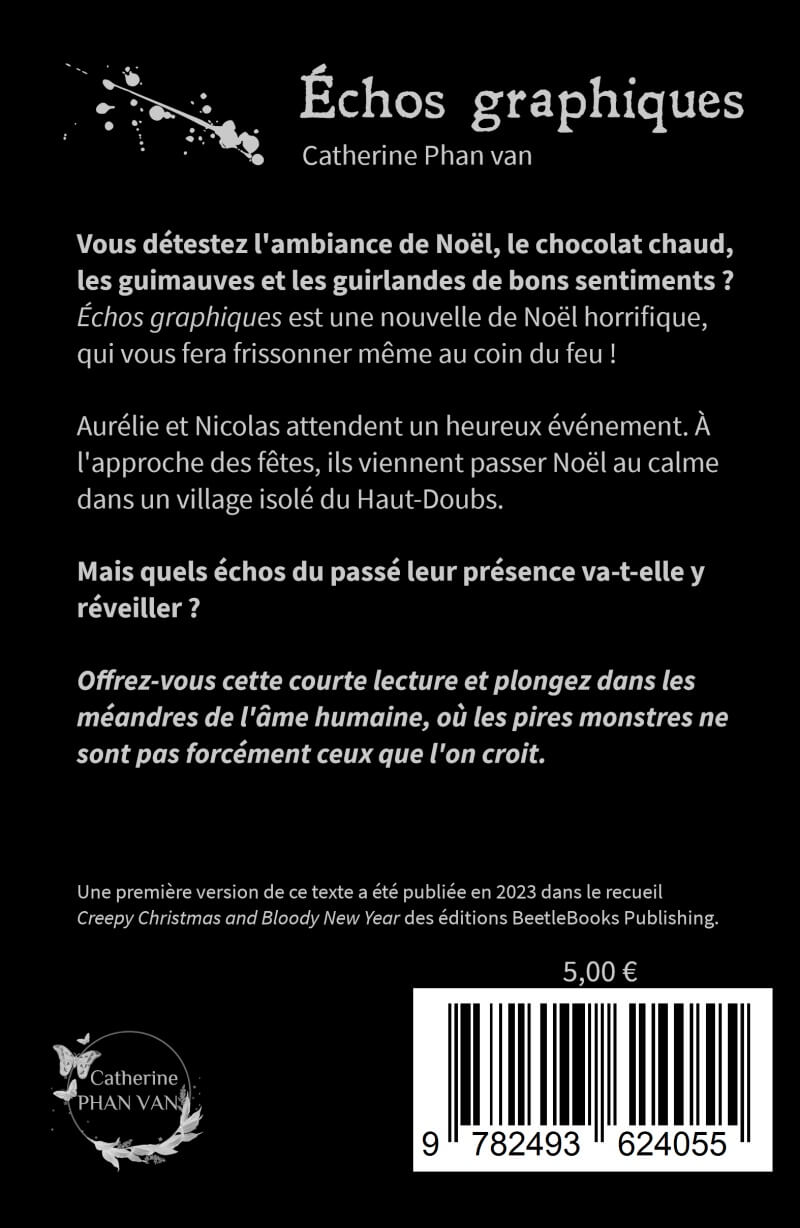 Échos graphiques
Catherine Phan van
Vous détestez l'ambiance de Noël, le chocolat chaud,
les guimauves et les guirlandes de bons sentiments ?
Échos graphiques est une nouvelle de Noël horrifique,
qui vous fera frissonner même au coin du feu !
Aurélie et Nicolas attendent un heureux événement. À
l'approche des fêtes, ils viennent passer Noël au calme
dans un village isolé du Haut-Doubs.
Mais quels échos du passé leur présence va-t-elle y
réveiller ?
Offrez-vous cette courte lecture et plongez dans les
méandres de l'âme humaine, où les pires monstres ne
sont pas forcément ceux que l'on croit.
Une première version de ce texte a été publiée en 2023 dans le recueil
Creepy Christmas and Bloody New Year des éditions BeetleBooks Publishing.
5,00 €
Catherine
PHAN VAN
9 782493 624055